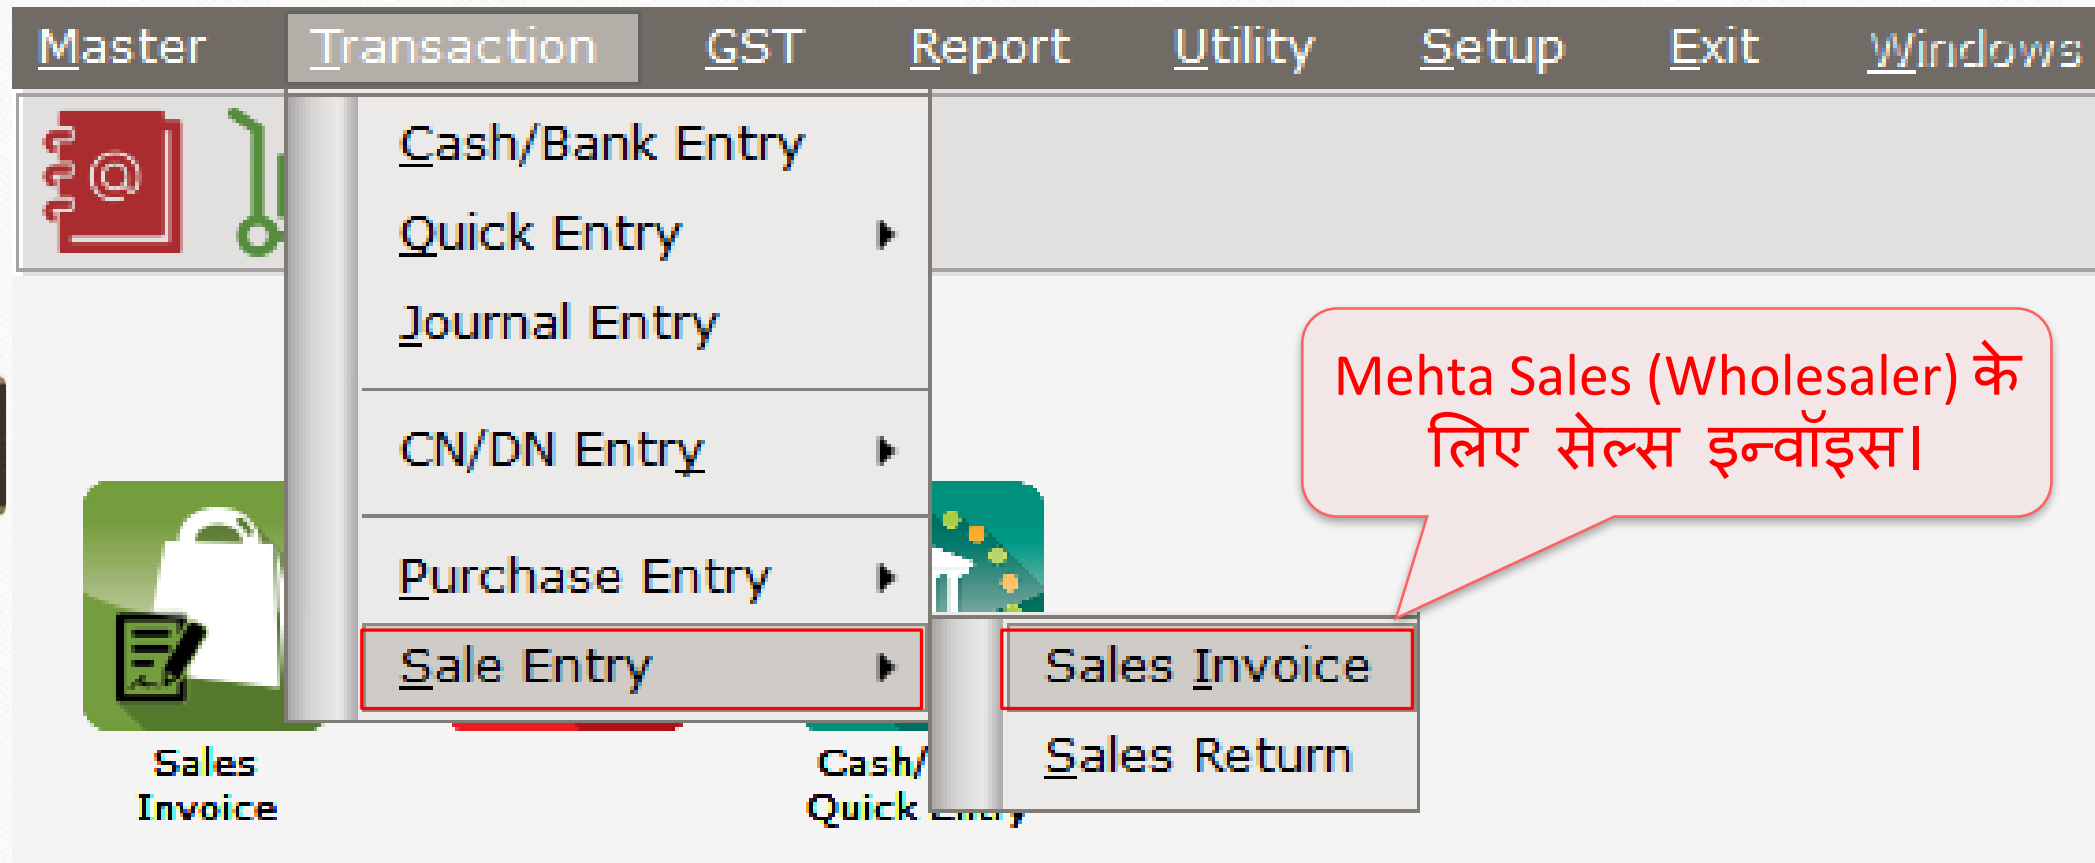 Master Transaction GST Report Utility Setup Exit Windows
Cash/Bank Entry
Quick Entry
Journal Entry
CN/DN Entry
Purchase Entry
Sale Entry
Sales Invoice
Sales Return
Mehta Sales (Wholesaler) के
लिए सेल्स इन्वॉइस।
Sales
Invoice
Cash/
Quick